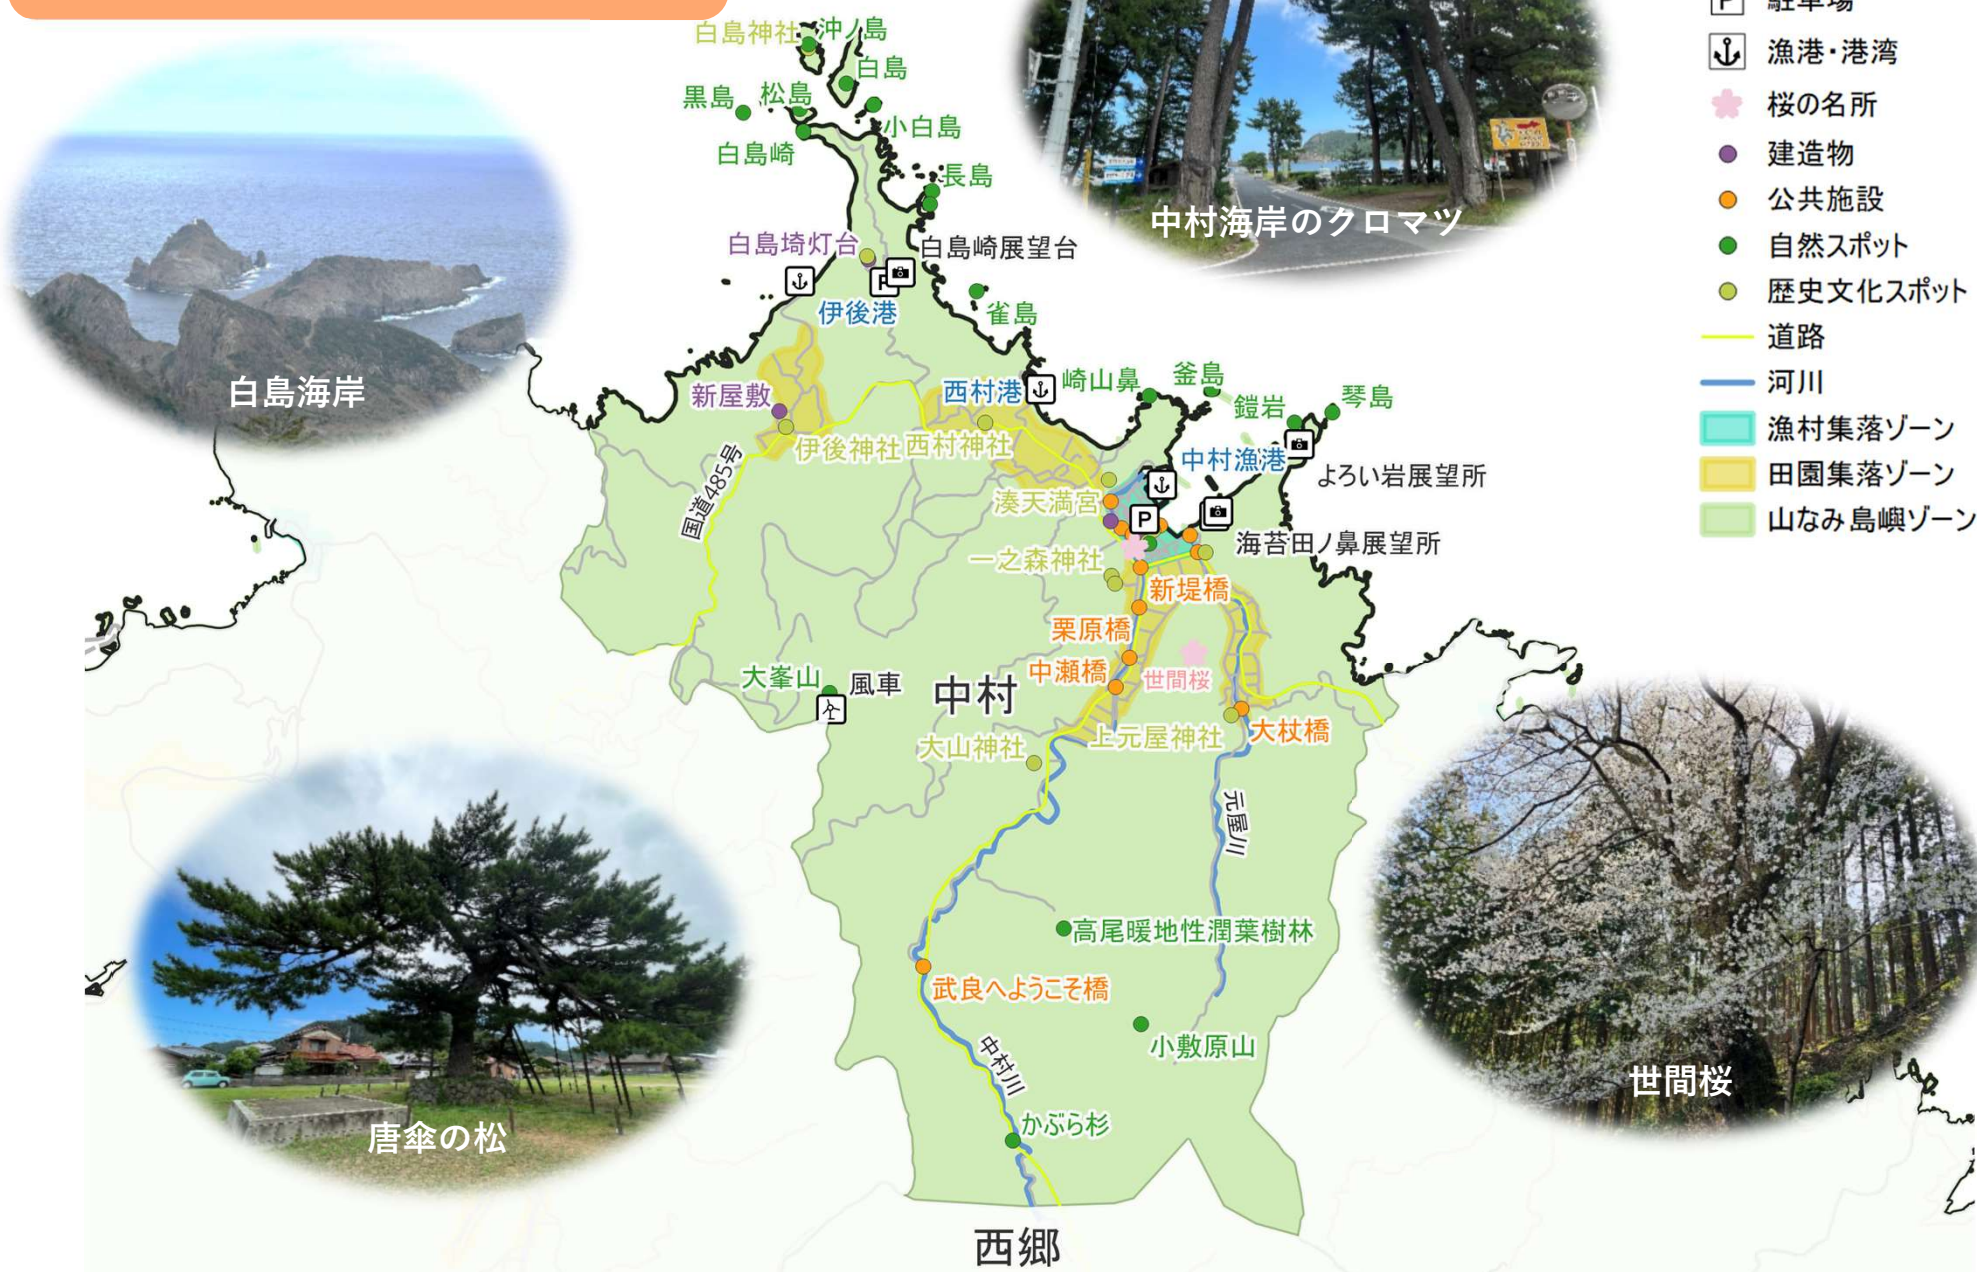 白島神社
沖ノ島
白島
黒島
松島
小白島
白島崎
長島
白島埼灯台
白島崎展望台
伊後港
雀島
新屋敷
伊後神社
西村港
西村神社
崎山鼻
釜島
鎧岩
琴島
中村漁港
よろい岩展望所
国道485号
湊天満宮
P
海苔田ノ鼻展望所
一之森神社
新堤橋
栗原橋
中瀬橋
世間桜
大峯山
風車
中村
大山神社
上元屋神社
大杖橋
元屋川
高尾暖地性濶葉樹林
武良へようこそ橋
小敷原山
中村川
かぶら杉
西郷
白島海岸
中村海岸のクロマツ
唐傘の松
世間桜
P 駐車場
漁港・港湾
桜の名所
建造物
公共施設
自然スポット
歴史文化スポット
道路
河川
漁村集落ゾーン
田園集落ゾーン
山なみ島嶼ゾーン